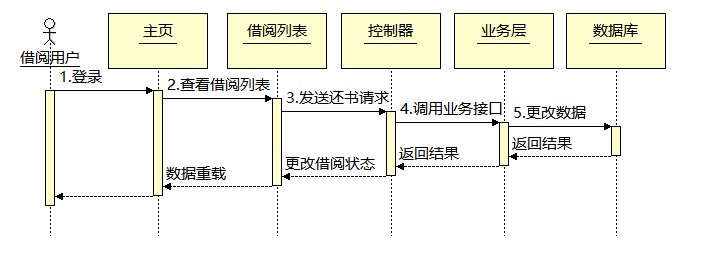 主页
借阅列表
控制器
业务层
数据库
借阅用户
1.登录
2.查看借阅列表
3.发送还书请求
4.调用业务接口
5.更改数据
返回结果
返回结果
更改借阅状态
数据重载